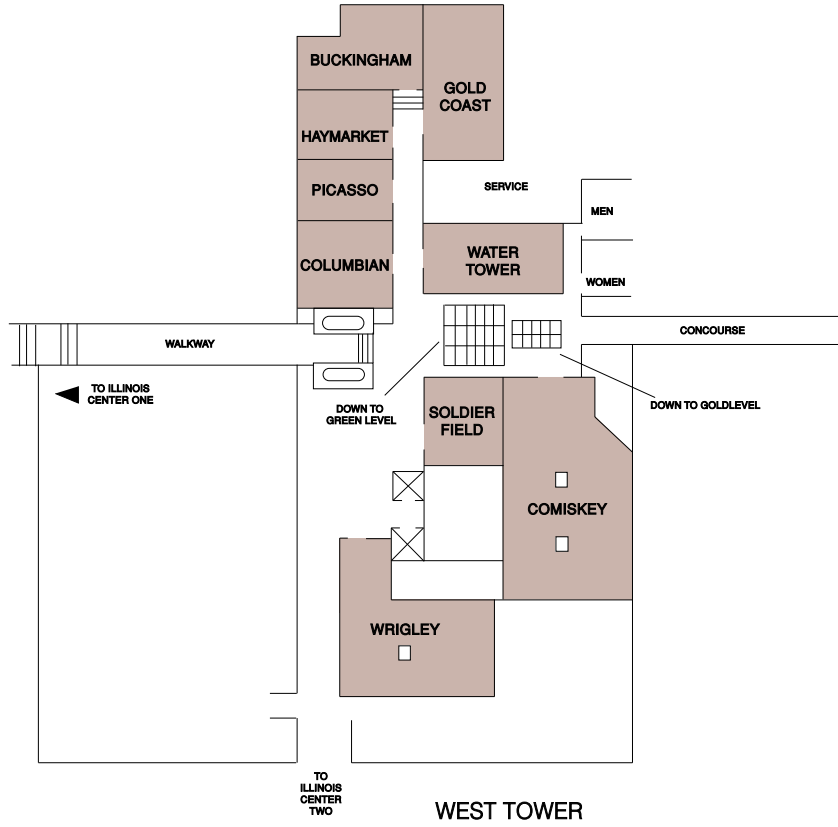 BUCKINGHAM
GOLD
COAST
HAYMARKET
PICASSO
SERVICE
MEN
COLUMBIAN
WATER
TOWER
WOMEN
WALKWAY
CONCOURSE
TO ILLINOIS
CENTER ONE
DOWN TO
GREEN LEVEL
SOLDIER
FIELD
DOWN TO GOLDLEVEL
COMISKEY
WRIGLEY
TO
ILLINOIS
CENTER
TWO
WEST TOWER